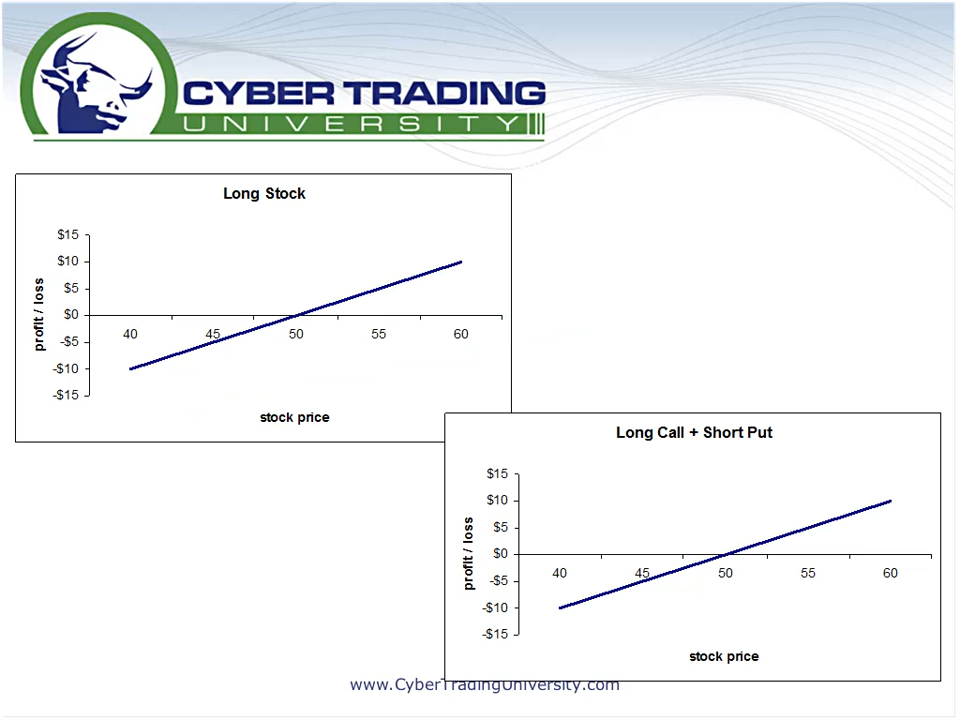 CYBER TRADING
UNIVERSITY
Long Stock
$15
$10
$5
$0
-$5
-$10
-$15
profit / loss
40 45 50 55 60
stock price
Long Call + Short Put
$15
$10
$5
$0
-$5
-$10
-$15
profit / loss
40 45 50 55 60
stock price
www.CyberTradingUniversity.com